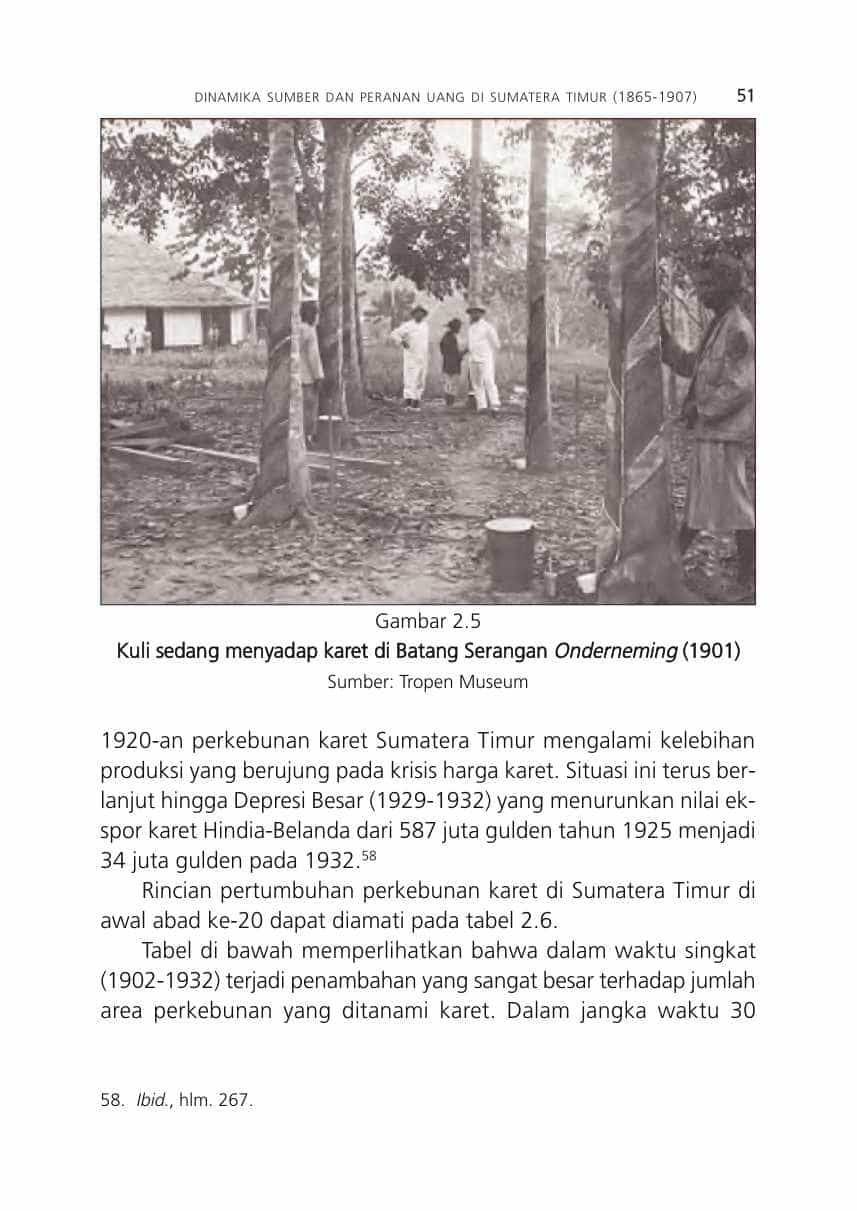 DINAMIKA SUMBER DAN PERANAN UANG DI SUMATERA TIMUR (1865-1907) 51
Gambar 2.5
Kuli sedang menyadap karet di Batang Serangan Onderneming (1901)
Sumber: Tropen Museum
1920-an perkebunan karet Sumatera Timur mengalami kelebihan
produksi yang berujung pada krisis harga karet. Situasi ini terus ber-
lanjut hingga Depresi Besar (1929-1932) yang menurunkan nilai ek-
spor karet Hindia-Belanda dari 587 juta gulden tahun 1925 menjadi
34 juta gulden pada 1932.58
Rincian pertumbuhan perkebunan karet di Sumatera Timur di
awal abad ke-20 dapat diamati pada tabel 2.6.
Tabel di bawah memperlihatkan bahwa dalam waktu singkat
(1902-1932) terjadi penambahan yang sangat besar terhadap jumlah
area perkebunan yang ditanami karet. Dalam jangka waktu 30
58. Ibid., hlm. 267.